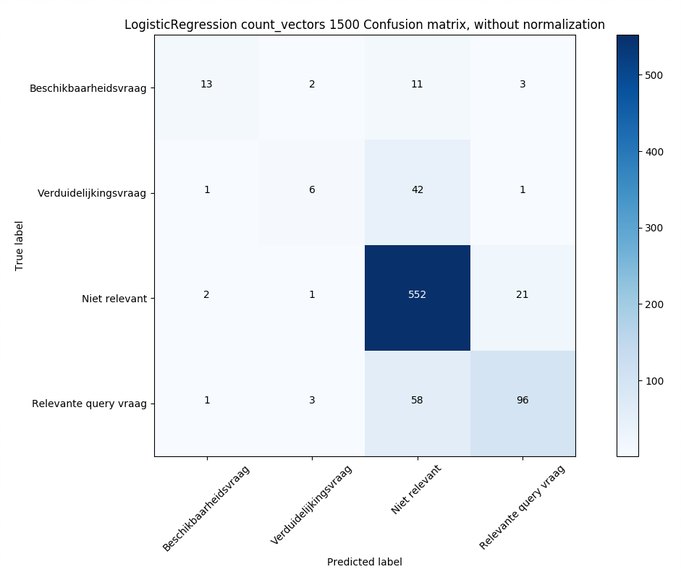 LogisticRegression count_vectors 1500 Confusion matrix, without normalization
True label
Beschikbaarheidsvraag 13 2 11 3
Verduidelijkingsvraag 1 6 42 1
Niet relevant 2 1 552 21
Relevante query vraag 1 3 58 96
Beschikbaarheidsvraag
Verduidelijkingsvraag
Niet relevant
Relevante query vraag
Predicted label
500
400
300
200
100